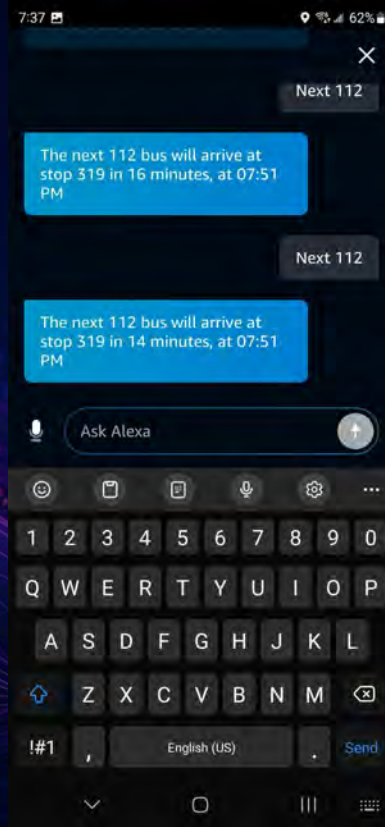 7:37 62%
Next 112
The next 112 bus will arrive at
stop 319 in 16 minutes, at 07:51
PM
Next 112
The next 112 bus will arrive at
stop 319 in 14 minutes, at 07:51
PM
Ask Alexa
1 2 3 4 5 6 7 8 9 0
Q W E R T Y U I O P
A S D F G H J K L
Z X C V B N M
!#1 , English (US) . Send